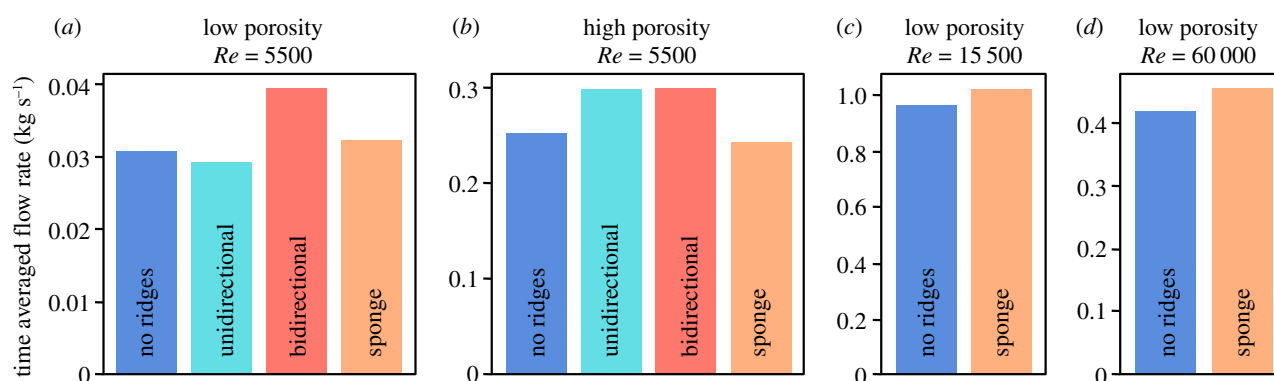 (a)
low porosity
Re = 5500
time averaged flow rate (kg s⁻¹)
0.04
0.03
0.02
0.01
0
no ridges
unidirectional
bidirectional
sponge
(b)
high porosity
Re = 5500
0.3
0.2
0.1
0
no ridges
unidirectional
bidirectional
sponge
(c)
low porosity
Re = 15 500
1.0
0.8
0.6
0.4
0.2
0.0
no ridges
sponge
(d)
low porosity
Re = 60 000
0.4
0.3
0.2
0.1
0
no ridges
sponge